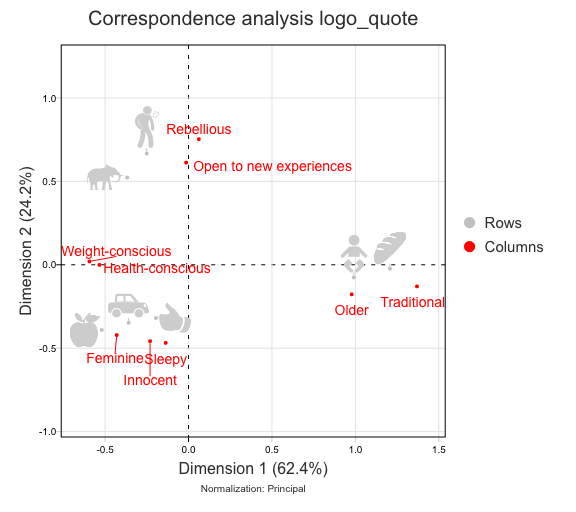 Correspondence analysis logo_quote
Dimension 2 (24.2%)
1.0
0.5
0.0
-0.5
-1.0
Rebellious
Open to new experiences
Weight-conscious
Health-conscious
Older
Traditional
Feminine
Sleepy
Innocent
Rows
Columns
-0.5
0.0
0.5
1.0
1.5
Dimension 1 (62.4%)
Normalization: Principal